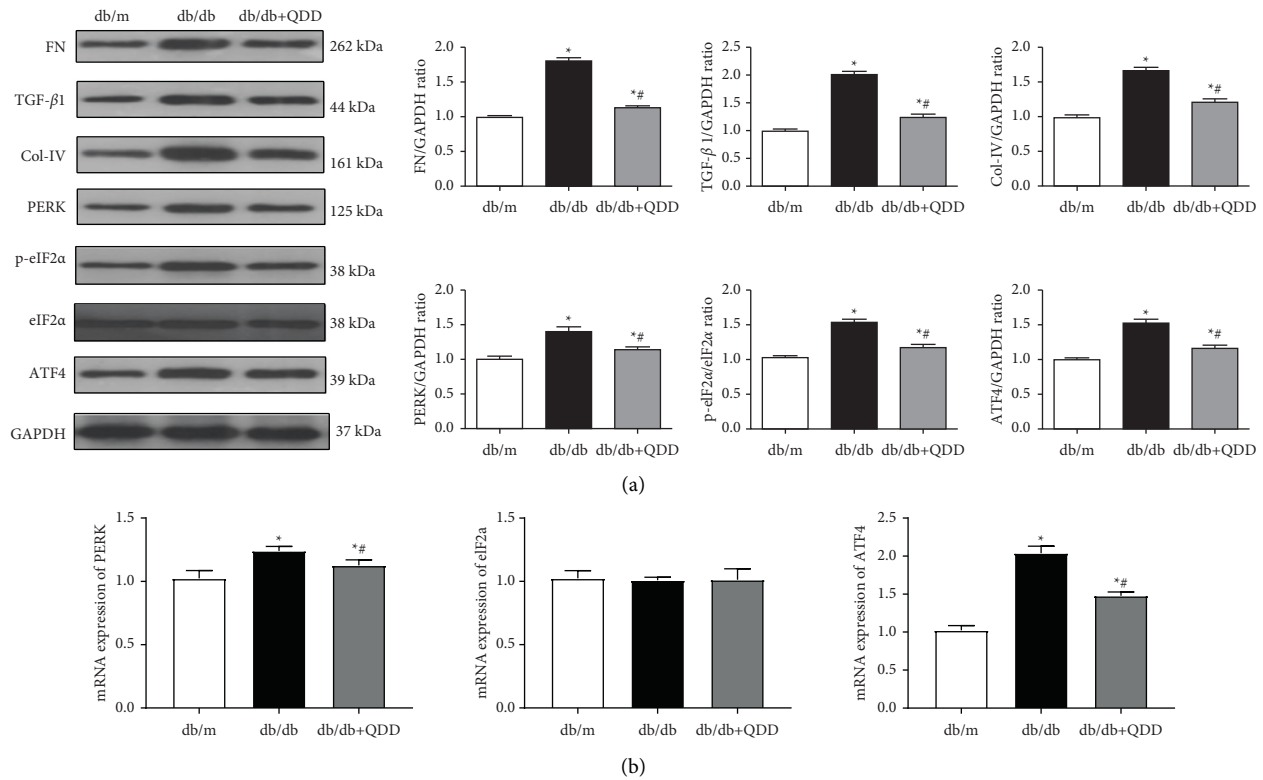 db/m db/db db/db+QDD
FN 262 kDa
TGF-β1 44 kDa
Col-IV 161 kDa
PERK 125 kDa
p-eIF2α 38 kDa
eIF2α 38 kDa
ATF4 39 kDa
GAPDH 37 kDa
FN/GAPDH ratio
2.0
1.5
1.0
0.5
0.0
*
*#
db/m db/db db/db+QDD
TGF-β 1/GAPDH ratio
2.5
2.0
1.5
1.0
0.5
0.0
*
*#
db/m db/db db/db+QDD
Col-IV/GAPDH ratio
2.0
1.5
1.0
0.5
0.0
*
*#
db/m db/db db/db+QDD
PERK/GAPDH ratio
2.0
1.5
1.0
0.5
0.0
*
*#
db/m db/db db/db+QDD
p-elF2α/elF2α ratio
2.0
1.5
1.0
0.5
0.0
*
*#
db/m db/db db/db+QDD
ATF4/GAPDH ratio
2.0
1.5
1.0
0.5
0.0
*
*#
db/m db/db db/db+QDD
(a)
mRNA expression of PERK
1.5
1.0
0.5
0.0
*
*#
db/m db/db db/db+QDD
mRNA expression of elF2a
1.5
1.0
0.5
0.0
db/m db/db db/db+QDD
mRNA expression of ATF4
2.5
2.0
1.5
1.0
0.5
0.0
*
*#
db/m db/db db/db+QDD
(b)